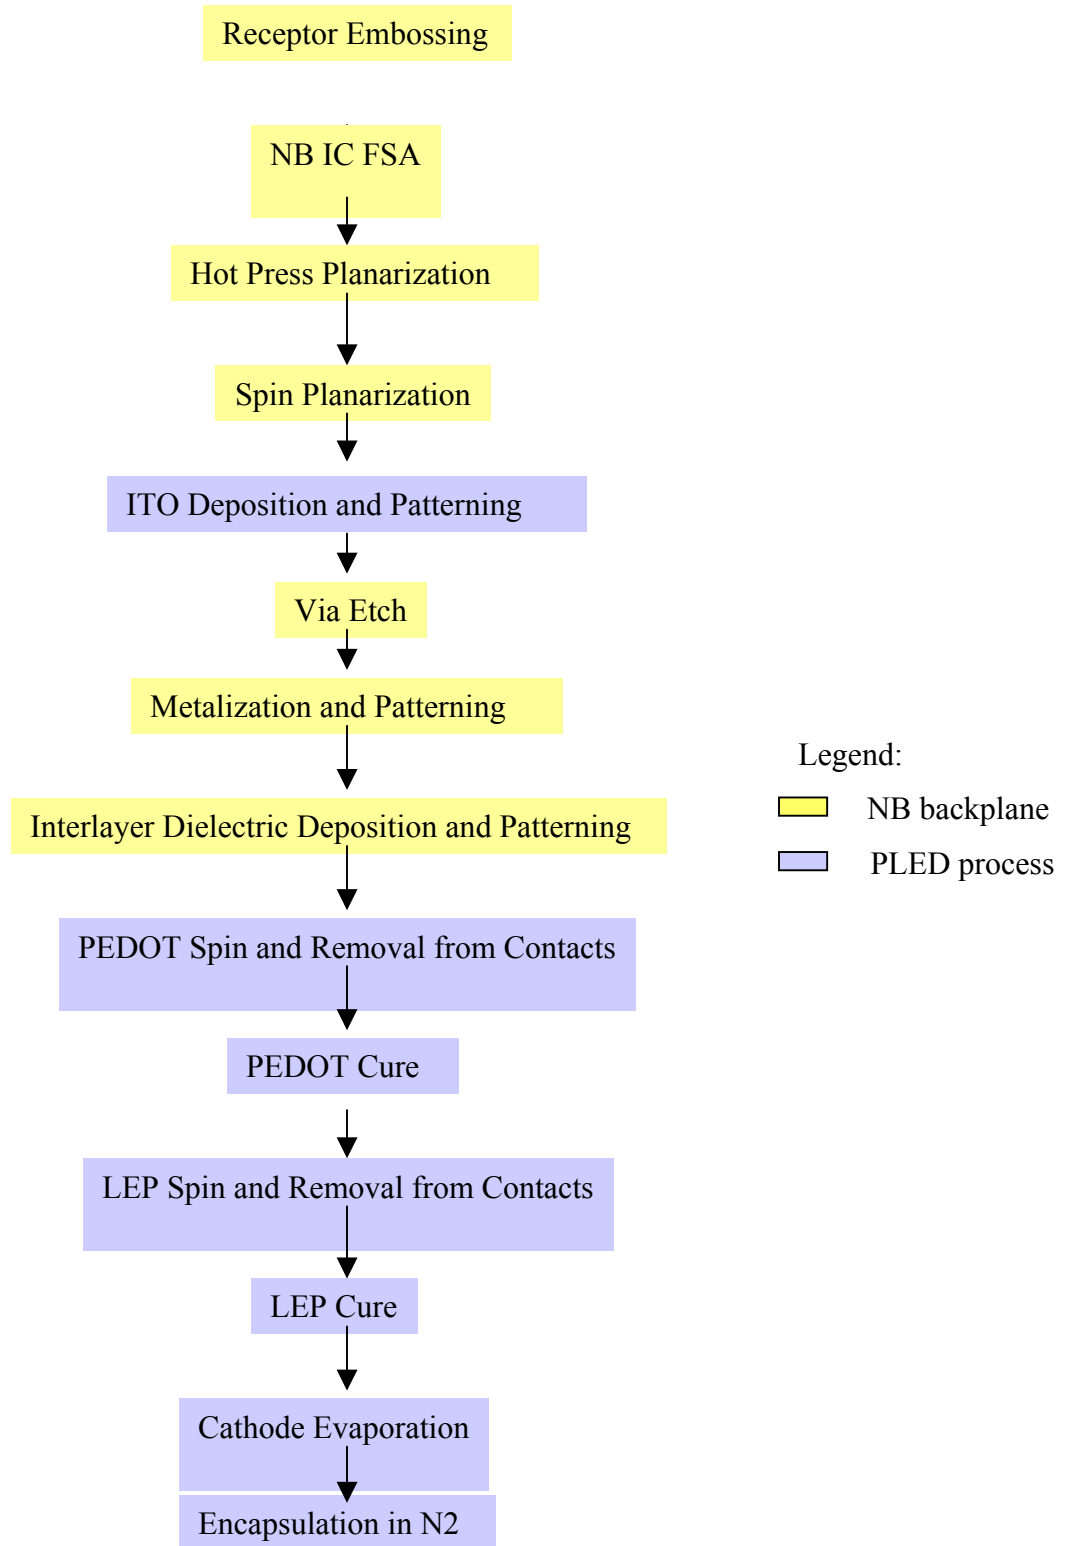 Receptor Embossing
NB IC FSA
Hot Press Planarization
Spin Planarization
ITO Deposition and Patterning
Via Etch
Metalization and Patterning
Legend:
NB backplane
Interlayer Dielectric Deposition and Patterning
PLED process
PEDOT Spin and Removal from Contacts
PEDOT Cure
LEP Spin and Removal from Contacts
LEP Cure
Cathode Evaporation
Encapsulation in N2